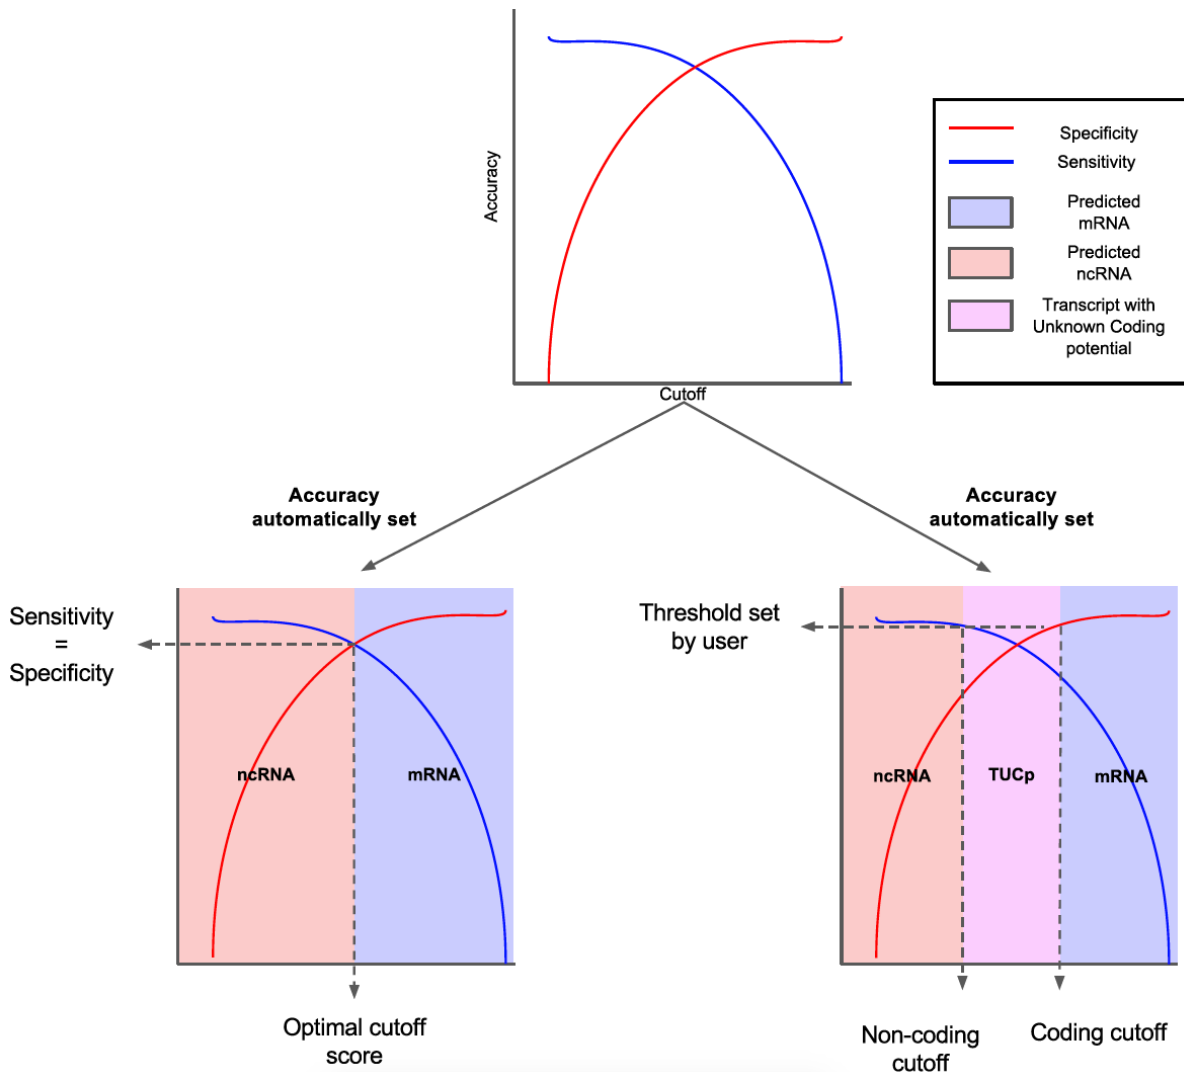 Accuracy
Cutoff
Specificity
Sensitivity
Predicted
mRNA
Predicted
ncRNA
Transcript with
Unknown Coding
potential
Accuracy
automatically set
Accuracy
automatically set
Sensitivity
=
Specificity
ncRNA
mRNA
Optimal cutoff
score
Threshold set
by user
ncRNA
TUCp
mRNA
Non-coding
cutoff
Coding cutoff